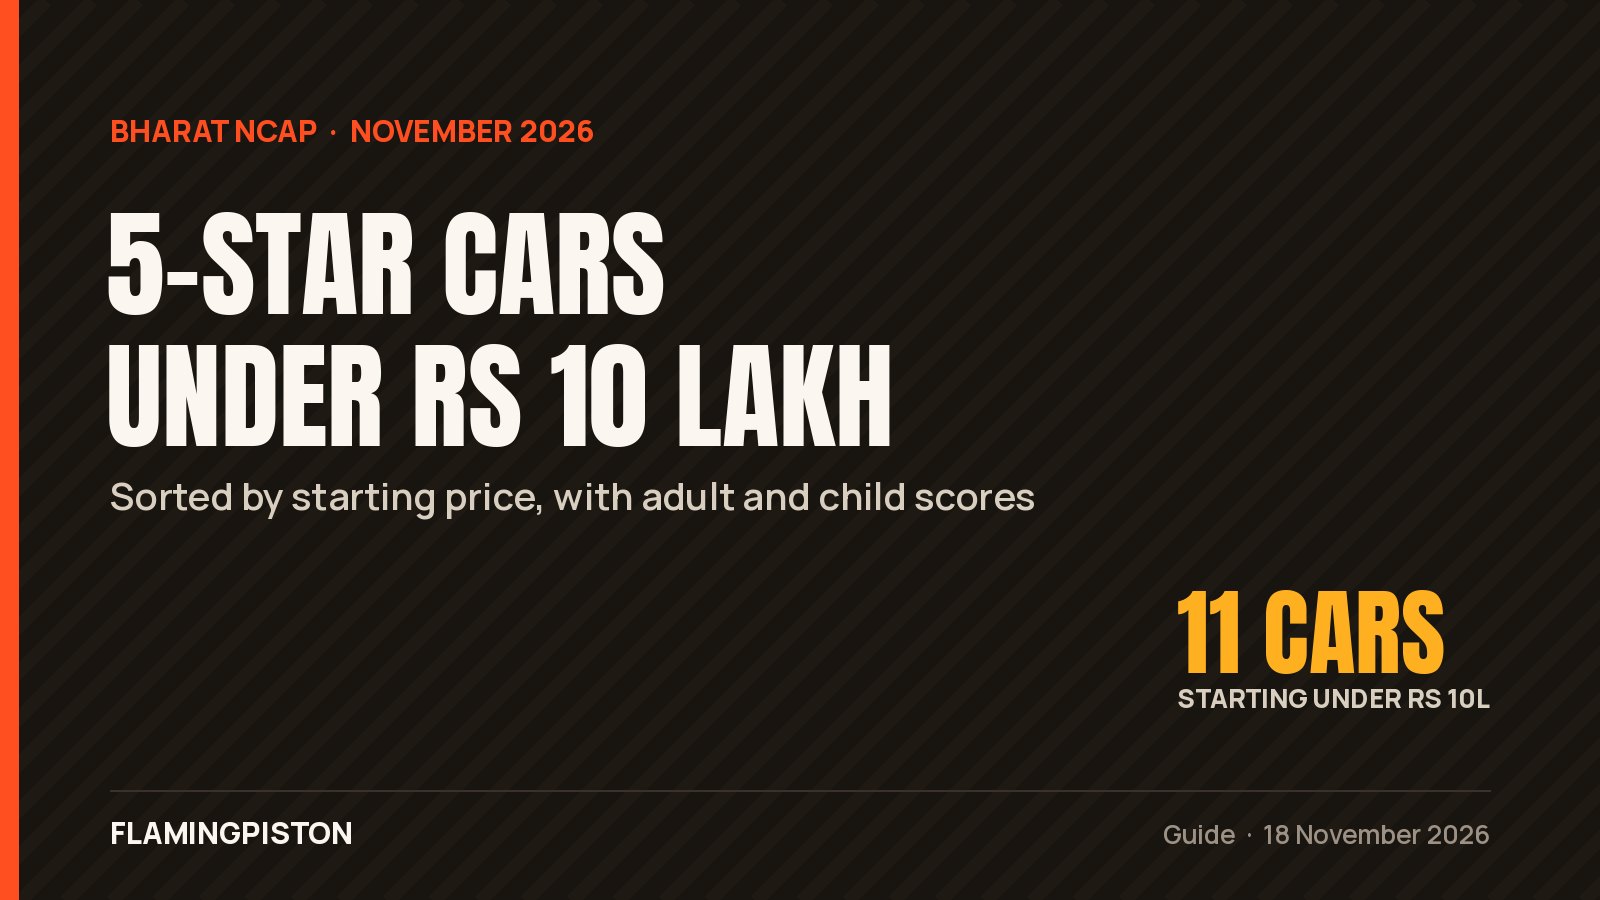 BHARAT NCAP · NOVEMBER 2026
5-STAR CARS
UNDER RS 10 LAKH
Sorted by starting price, with adult and child scores
11 CARS
STARTING UNDER RS 10L
FLAMINGPISTON
Guide · 18 November 2026